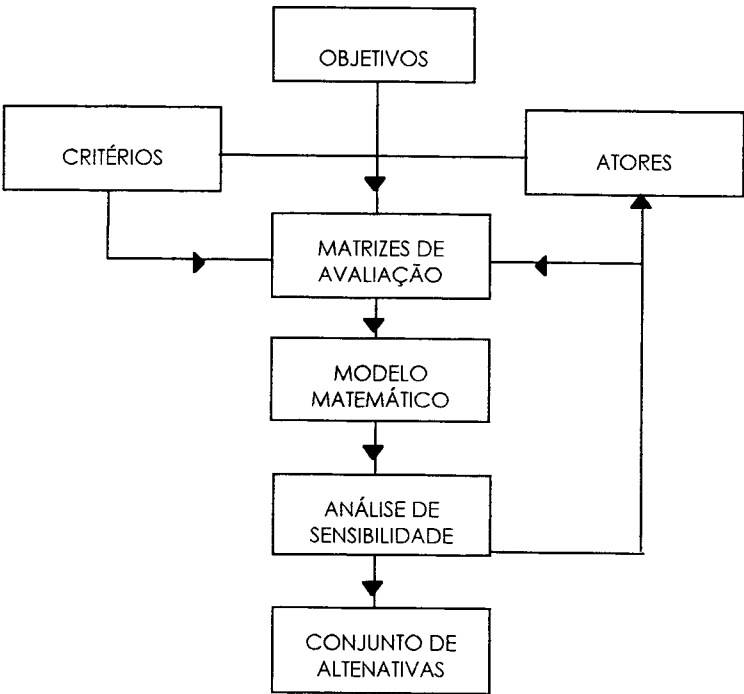 OBJETIVOS
CRITÉRIOS
ATORES
MATRIZES DE
AVALIAÇÃO
MODELO
MATEMÁTICO
ANÁLISE DE
SENSIBILIDADE
CONJUNTO DE
ALTENATIVAS